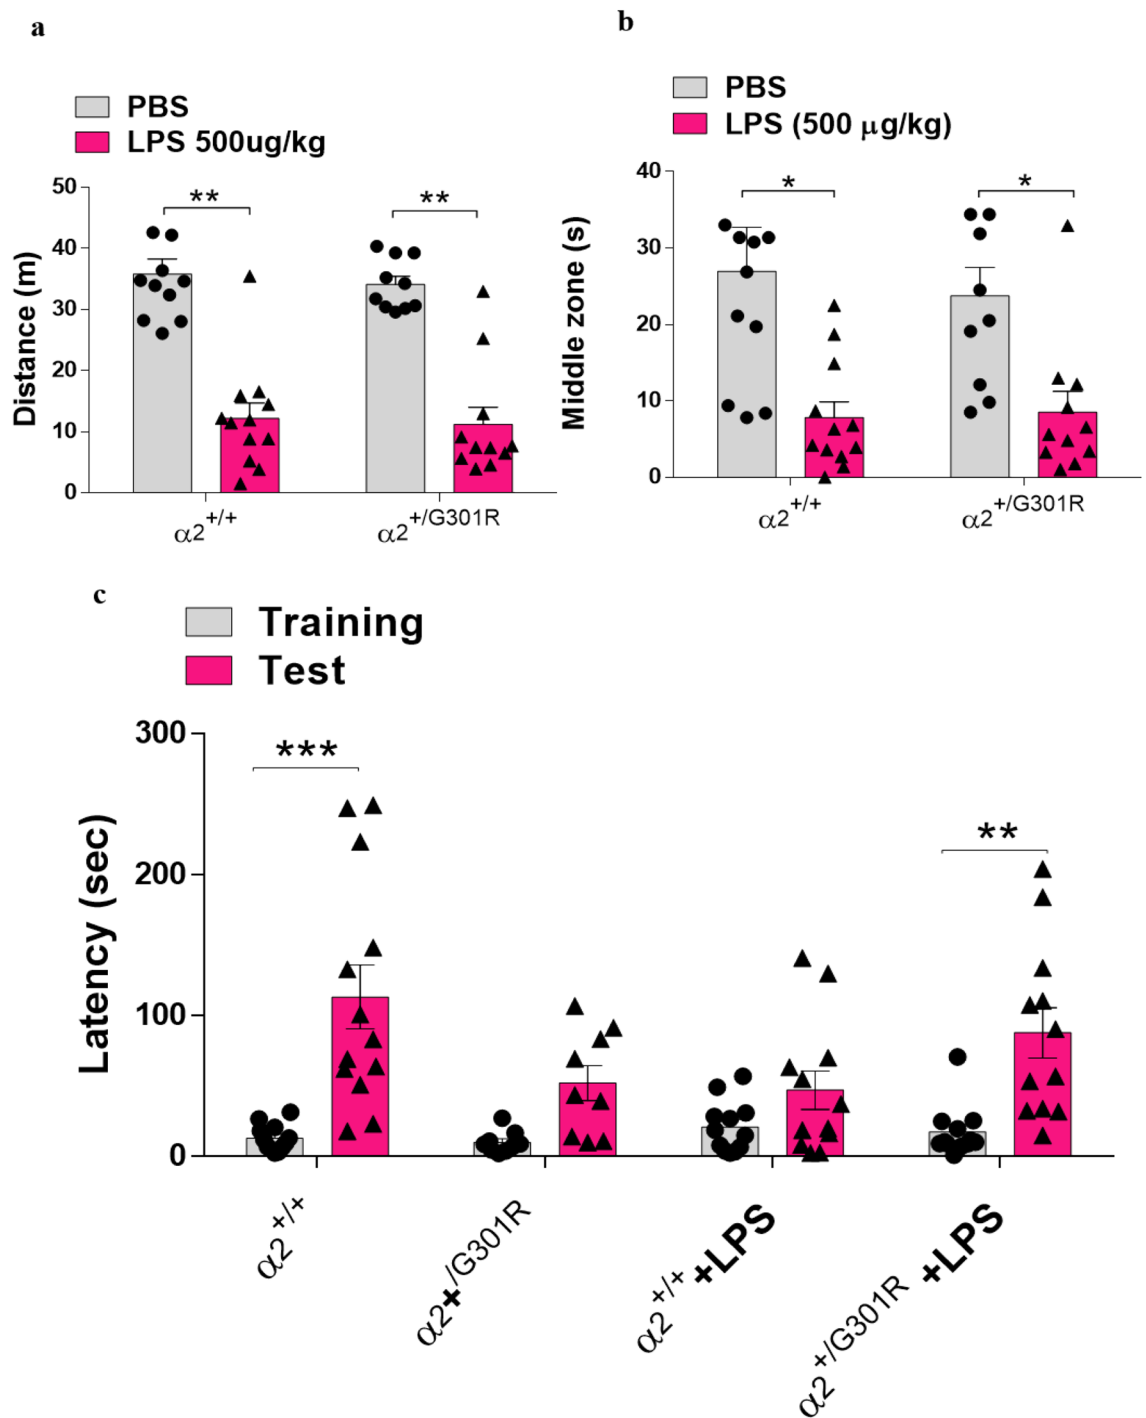 a
PBS
LPS 500ug/kg
Distance (m)
50
40
30
20
10
0
**
**
α2+/+
α2+/G301R
b
PBS
LPS (500 µg/kg)
Middle zone (s)
40
30
20
10
0
*
*
α2+/+
α2+/G301R
c
Training
Test
Latency (sec)
300
200
100
0
***
**
α2+/+
α2+/G301R
α2+/+ +LPS
α2+/G301R +LPS